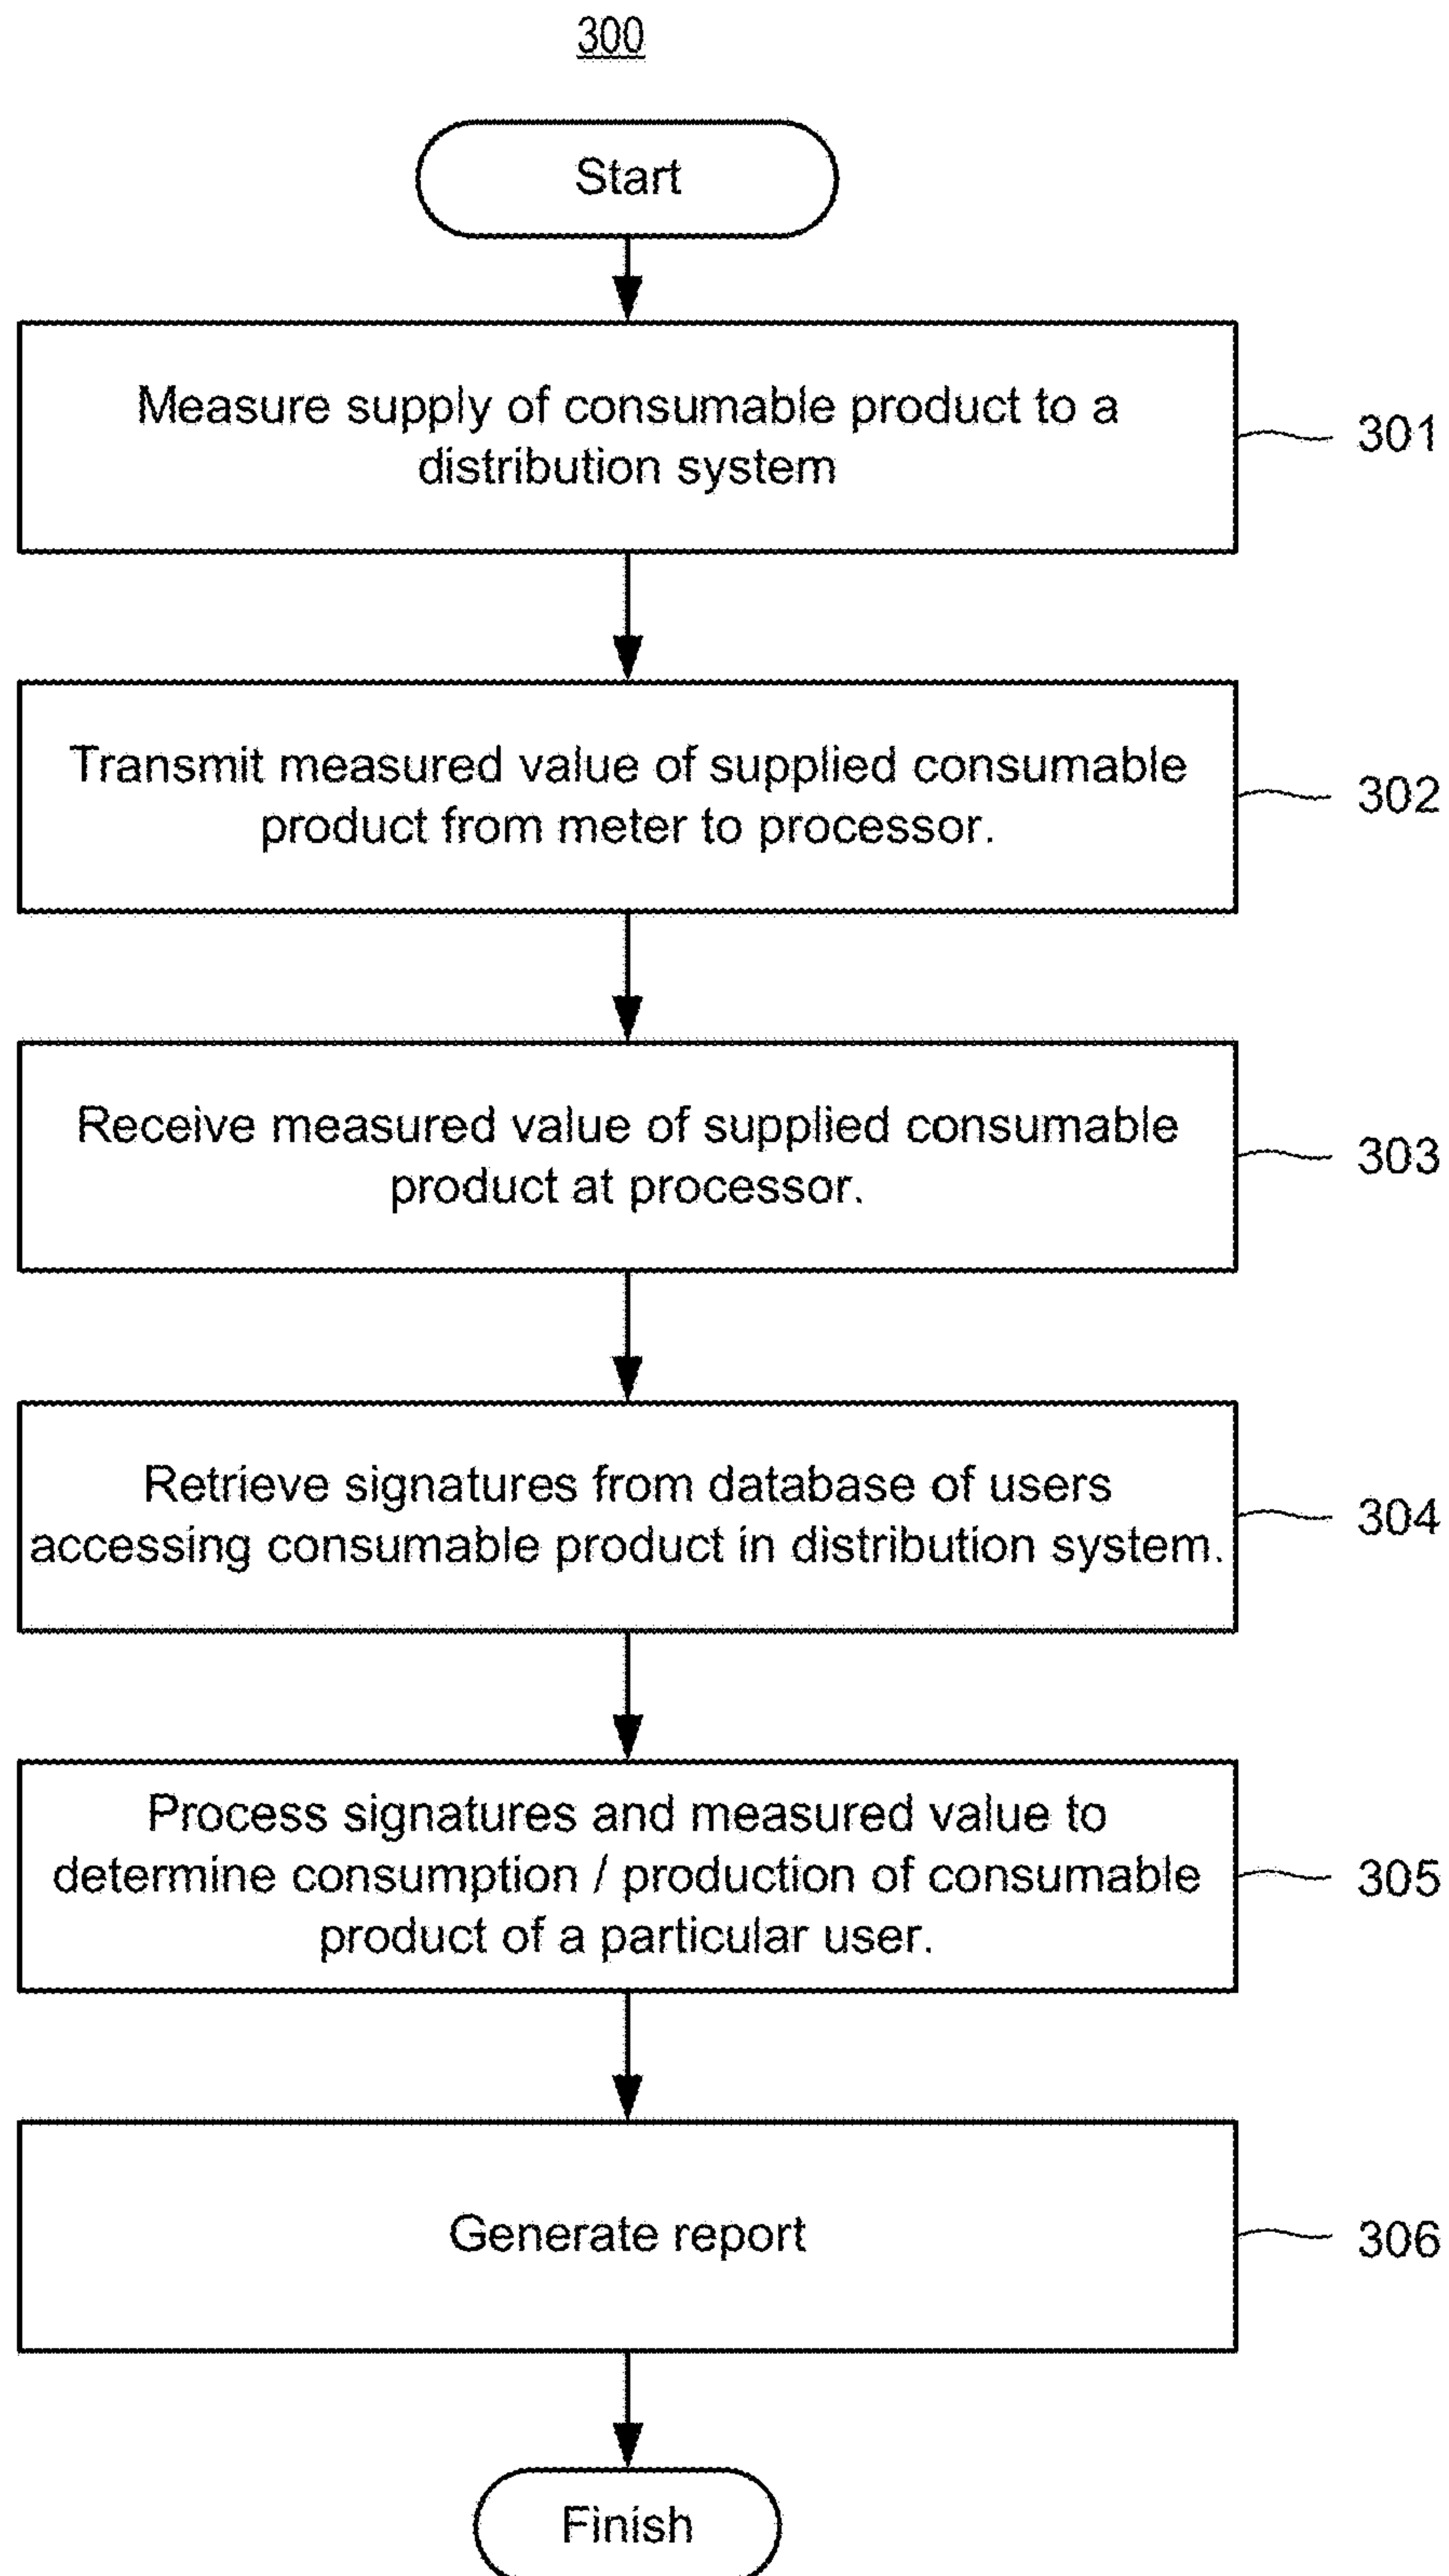 300
Start
Measure supply of consumable product to a
distribution system
301
Transmit measured value of supplied consumable
product from meter to processor.
302
Receive measured value of supplied consumable
product at processor.
303
Retrieve signatures from database of users
accessing consumable product in distribution system.
304
Process signatures and measured value to
determine consumption / production of consumable
product of a particular user.
305
Generate report
306
Finish